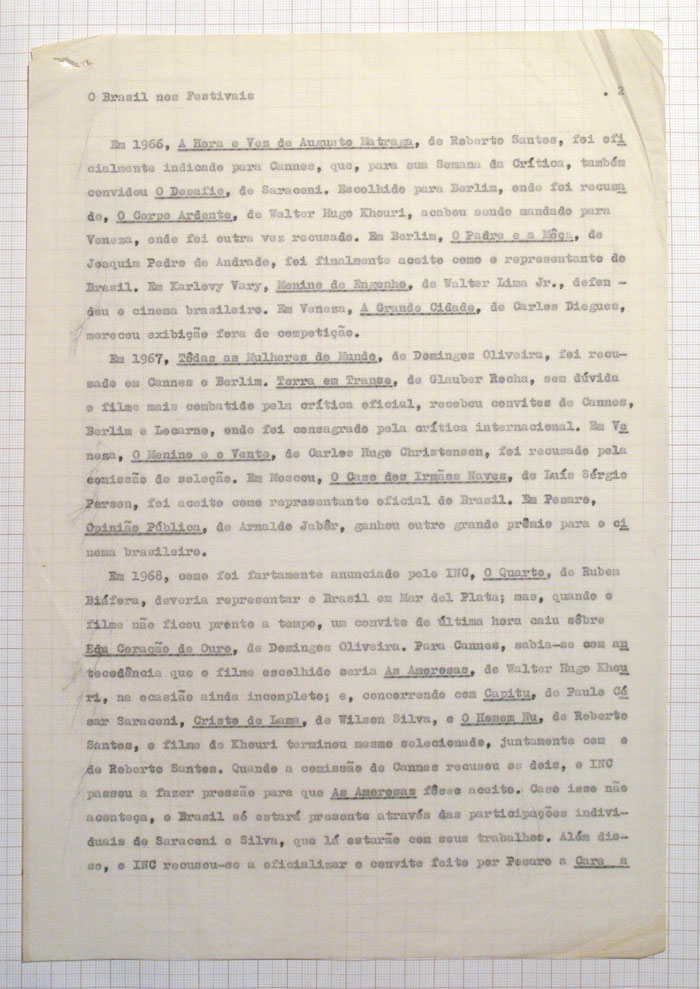 O Brasil nos Festivais . 2
Em 1966, A Hora e Vez de Augusto Matraga, de Roberto Santos, foi ofi
cialmente indicado para Cannes, que, para sua Semana da Crítica, também
convidou O Desafio, de Saraceni. Escolhido para Berlim, onde foi recusa
do, O Corpo Ardente, de Walter Hugo Khouri, acabou sendo mandado para
Veneza, onde foi outra vez recusado. Em Berlim, O Padre e a Môça, de
Joaquim Pedro de Andrade, foi finalmente aceito como o representante do
Brasil. Em Karlovy Vary, Menino de Engenho, de Walter Lima Jr., defen -
deu o cinema brasileiro. Em Veneza, A Grande Cidade, de Carlos Diegues,
mereceu exibição fora de competição.
Em 1967, Tôdas as Mulheres do Mundo, de Domingos Oliveira, foi recu-
sado em Cannes e Berlim. Terra em Transe, de Glauber Rocha, sem dúvida
o filme mais combatido pela crítica oficial, recebeu convites de Cannes,
Berlim e Locarno, onde foi consagrado pela crítica internacional. Em Ve
neza, O Menino e o Vento, de Carlos Hugo Christensen, foi recusado pela
comissão de seleção. Em Moscou, O Caso dos Irmãos Naves, de Luís Sérgio
Person, foi aceito como representante oficial do Brasil. Em Pesaro,
Opinião Pública, de Arnaldo Jabôr, ganhou outro grande prêmio para o ci
nema brasileiro.
Em 1968, como foi fartamente anunciado pelo INC, O Quarto, de Rubem
Biáfora, deveria representar o Brasil em Mar del Plata; mas, quando o
filme não ficou pronto a tempo, um convite de última hora caiu sôbre
Edu Coração de Ouro, de Domingos Oliveira. Para Cannes, sabia-se com an
tecedência que o filme escolhido seria As Amorosas, de Walter Hugo Khou
ri, na ocasião ainda incompleto; e, concorrendo com Capitu, de Paulo Cé
sar Saraceni, Cristo de Lama, de Wilson Silva, e O Homem Nu, de Roberto
Santos, o filme de Khouri terminou mesmo selecionado, juntamente com o
de Roberto Santos. Quando a comissão de Cannes recusou os dois, o INC
passou a fazer pressão para que As Amorosas fôsse aceito. Caso isso não
aconteça, o Brasil só estará presente através das participações indivi-
duais de Saraceni e Silva, que lá estarão com seus trabalhos. Além dis-
so, o INC recusou-se a oficializar o convite feito por Pesaro a Cara a